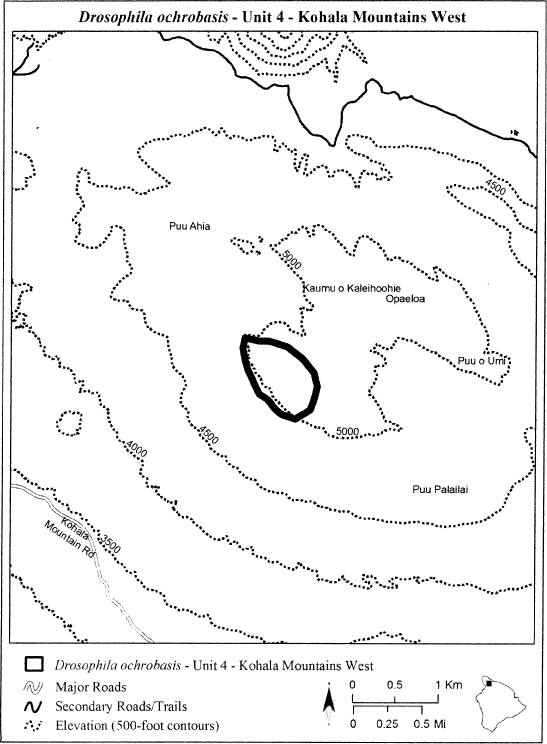 Drosophila ochrobasis - Unit 4 - Kohala Mountains West
4500
Puu Ahia
5000
Kaumu o Kaleihoohie
Opaeloa
Puu o Umi
4500
5000
4000
Puu Palailai
3500
Kohala
Mountain Rd
Drosophila ochrobasis - Unit 4 - Kohala Mountains West
Major Roads
Secondary Roads/Trails
Elevation (500-foot contours)
0 0.5 1 Km
0 0.25 0.5 Mi